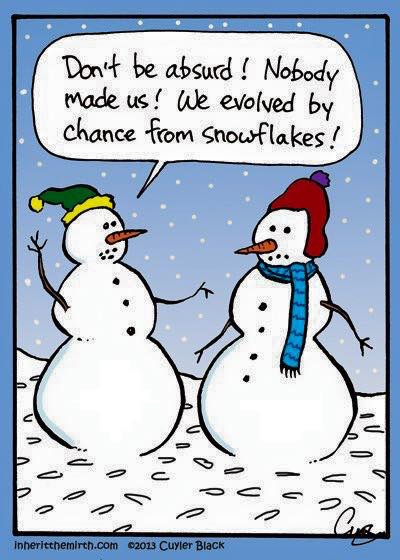 Don't be absurd! Nobody
made us! We evolved by
chance from snowflakes!
inheritthemirth.com ©2013 Cuyler Black